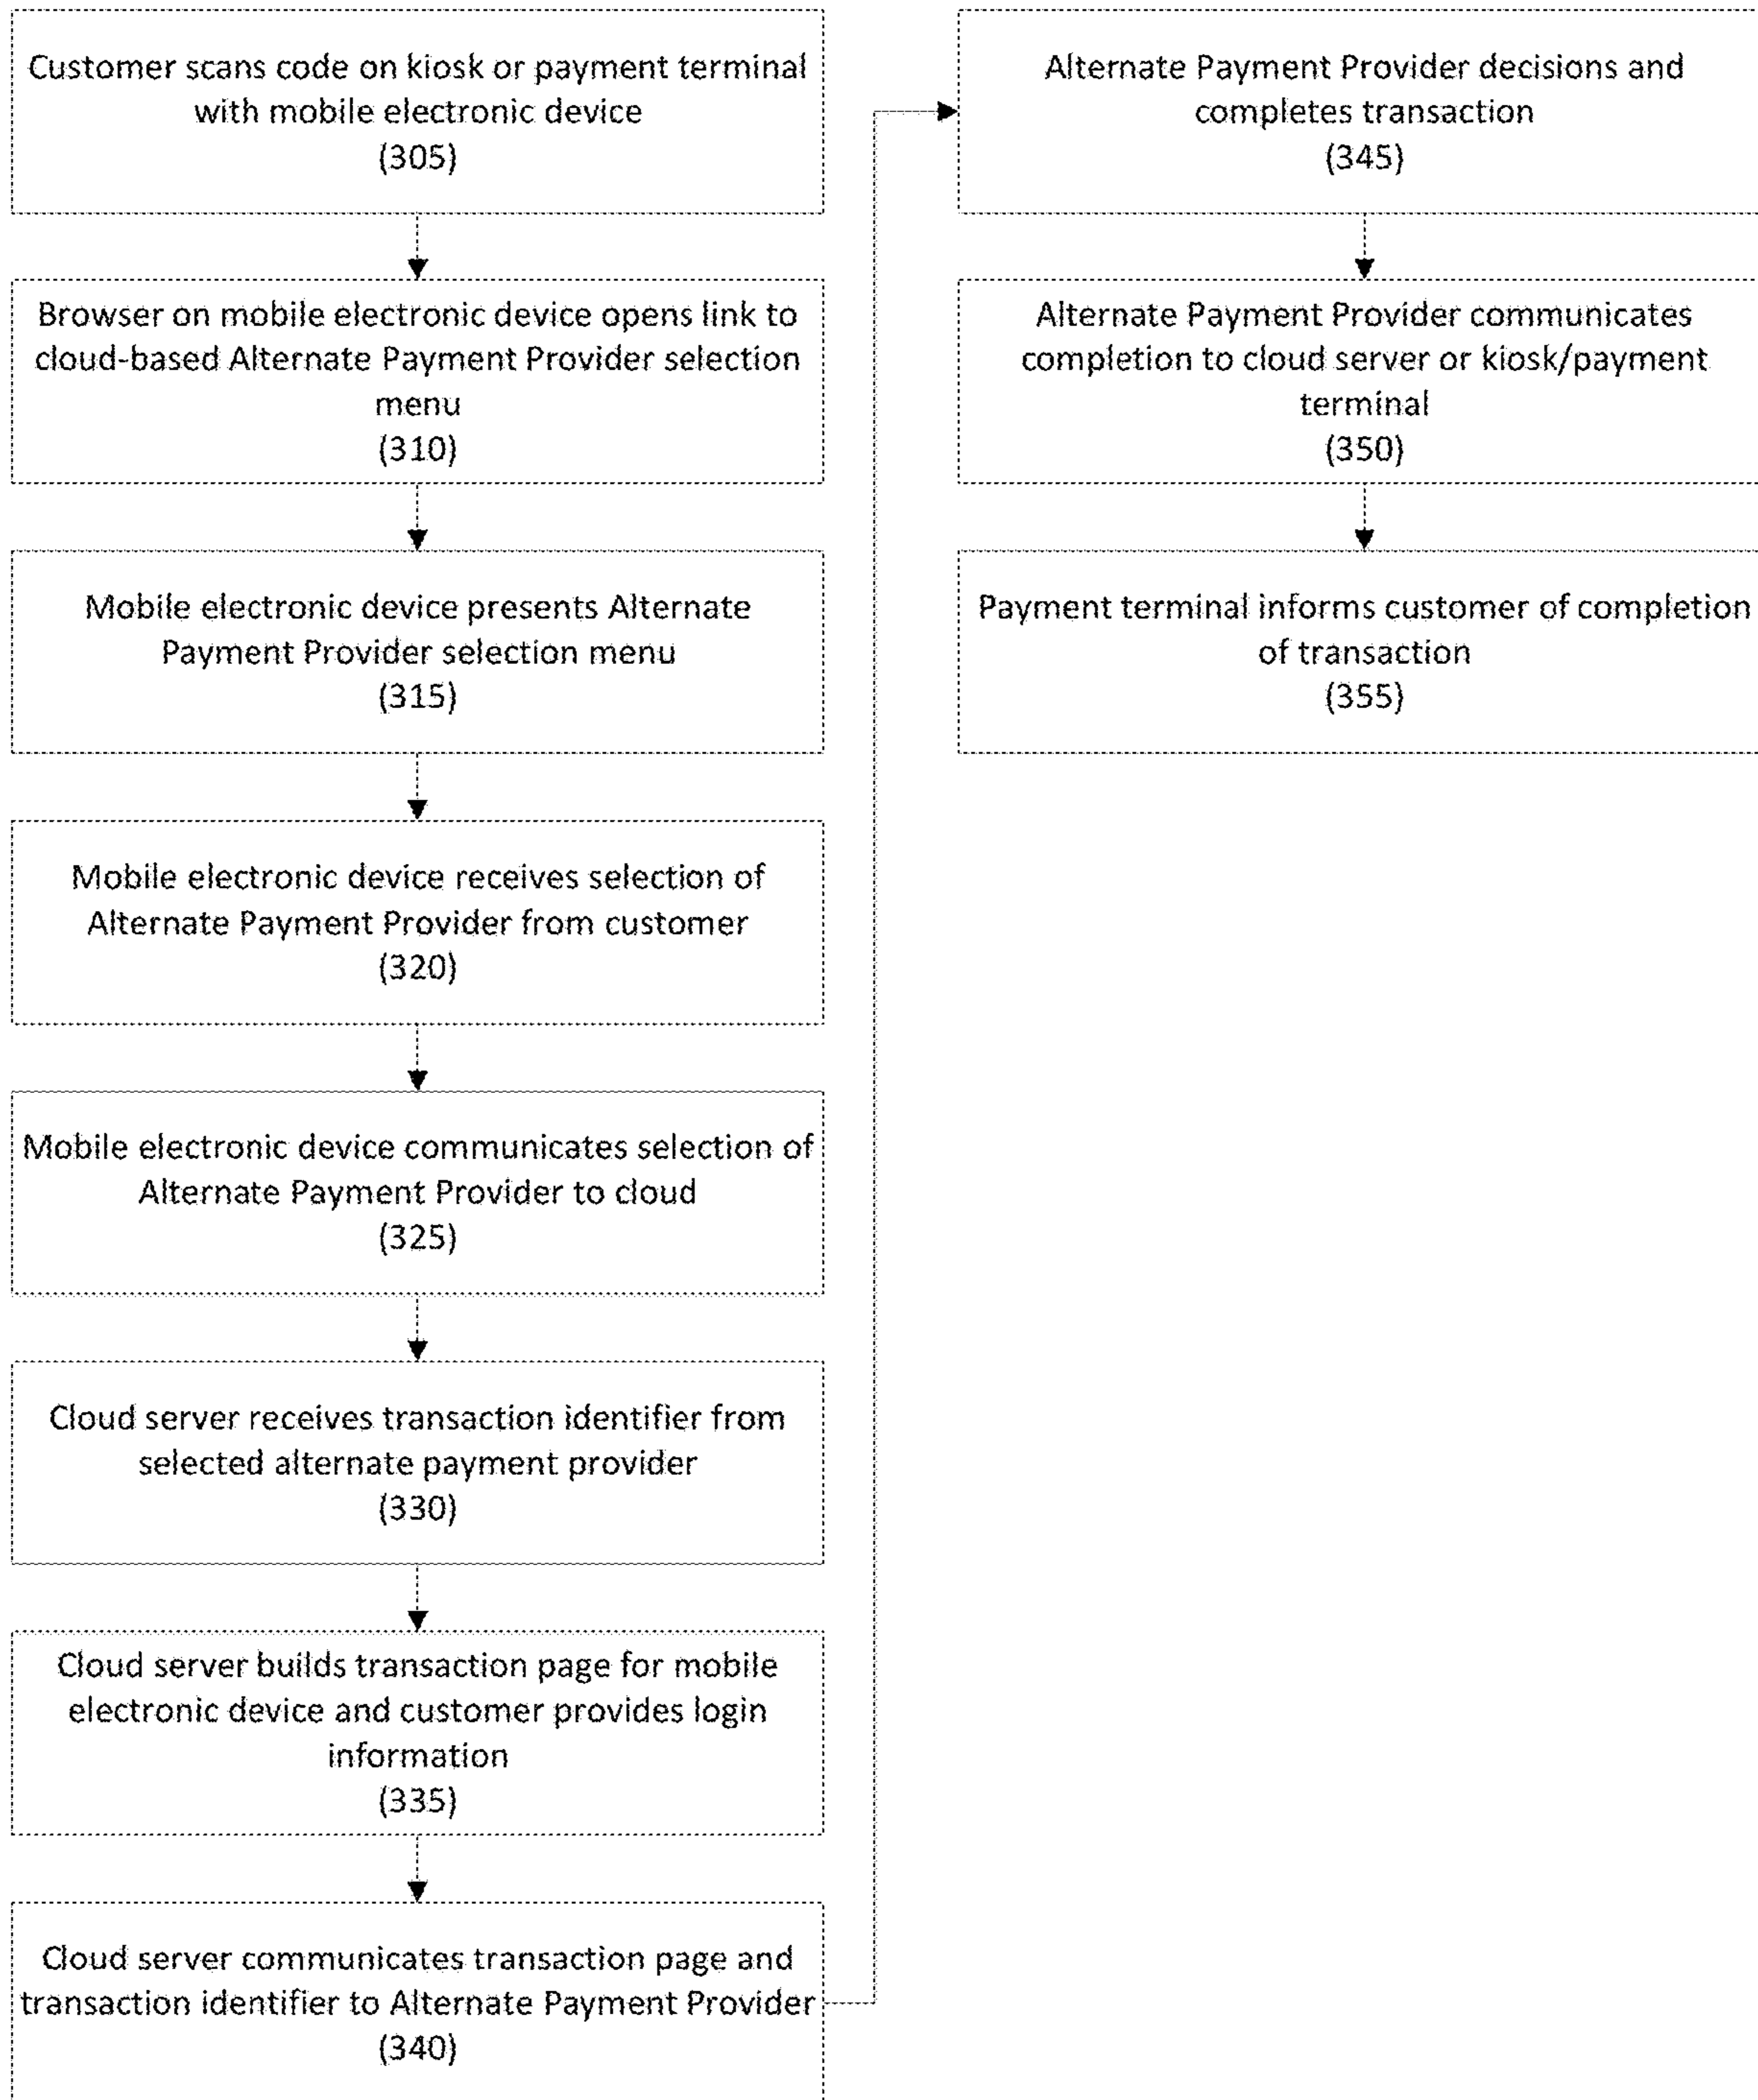 Customer scans code on kiosk or payment terminal
with mobile electronic device
(305)
Browser on mobile electronic device opens link to
cloud-based Alternate Payment Provider selection
menu
(310)
Mobile electronic device presents Alternate
Payment Provider selection menu
(315)
Mobile electronic device receives selection of
Alternate Payment Provider from customer
(320)
Mobile electronic device communicates selection of
Alternate Payment Provider to cloud
(325)
Cloud server receives transaction identifier from
selected alternate payment provider
(330)
Cloud server builds transaction page for mobile
electronic device and customer provides login
information
(335)
Cloud server communicates transaction page and
transaction identifier to Alternate Payment Provider
(340)
Alternate Payment Provider decisions and
completes transaction
(345)
Alternate Payment Provider communicates
completion to cloud server or kiosk/payment
terminal
(350)
Payment terminal informs customer of completion
of transaction
(355)